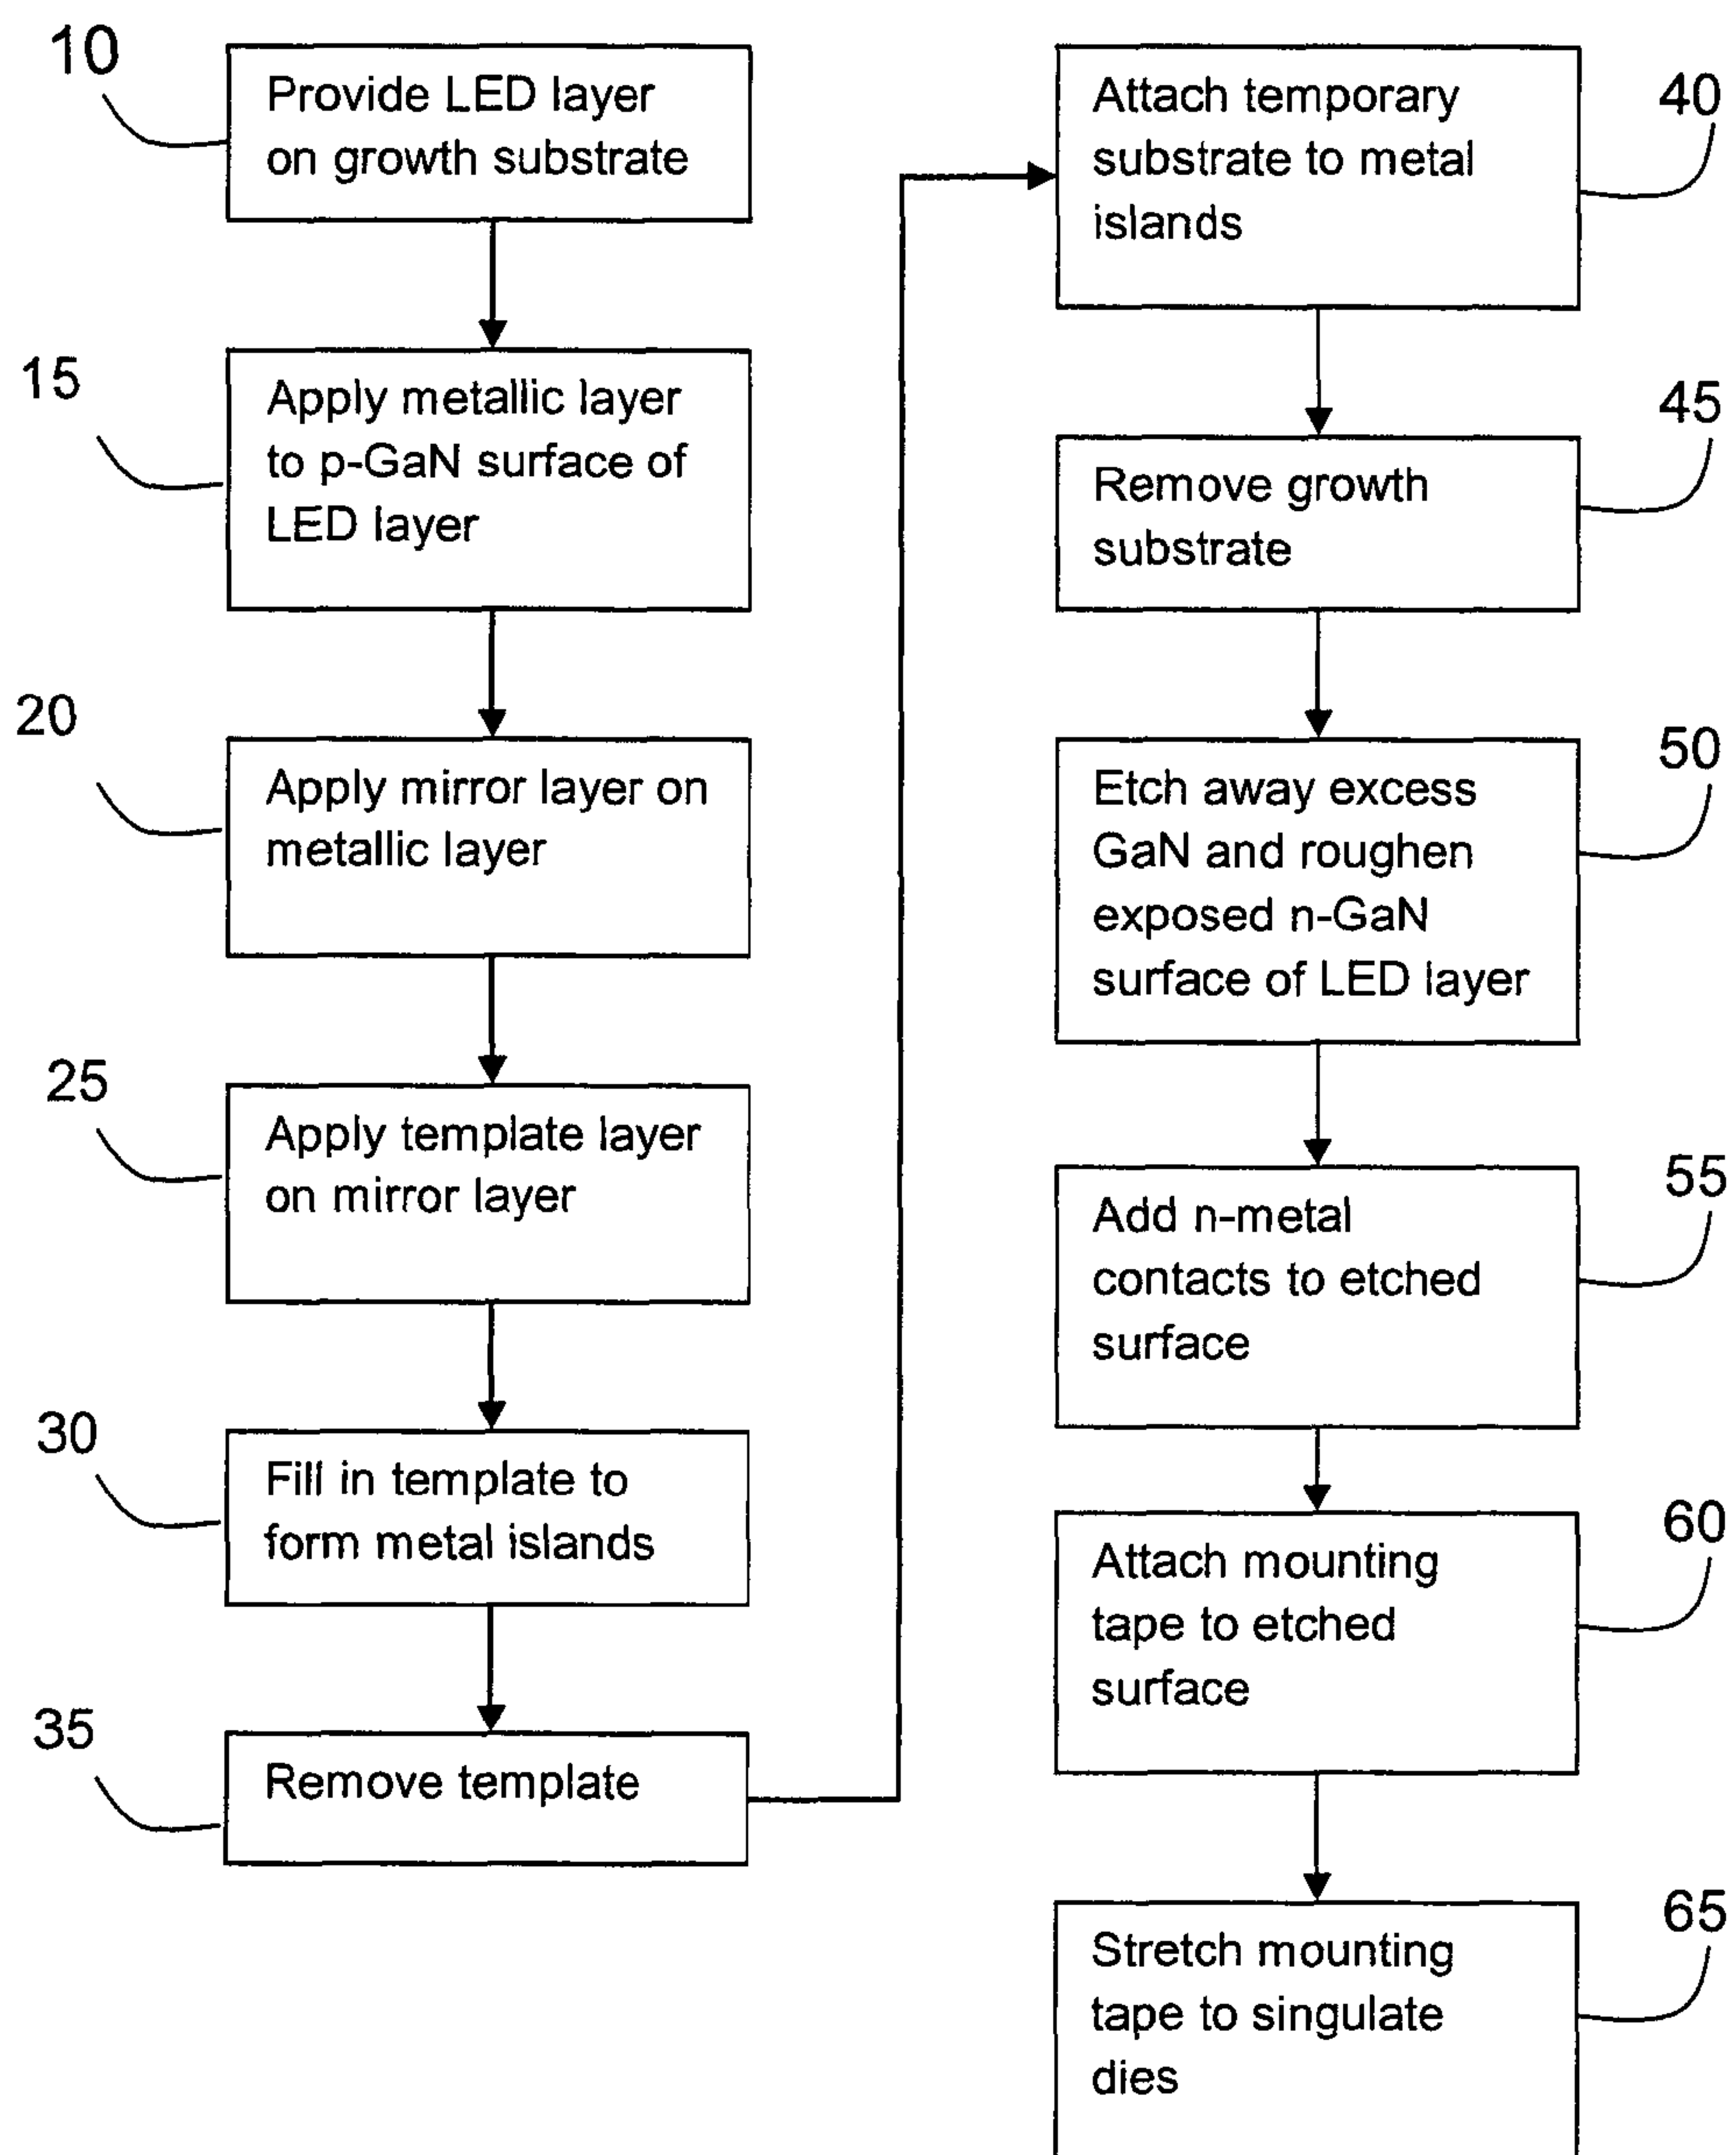 10
Provide LED layer
on growth substrate
15
Apply metallic layer
to p-GaN surface of
LED layer
20
Apply mirror layer on
metallic layer
25
Apply template layer
on mirror layer
30
Fill in template to
form metal islands
35
Remove template
40
Attach temporary
substrate to metal
islands
45
Remove growth
substrate
50
Etch away excess
GaN and roughen
exposed n-GaN
surface of LED layer
55
Add n-metal
contacts to etched
surface
60
Attach mounting
tape to etched
surface
65
Stretch mounting
tape to singulate
dies